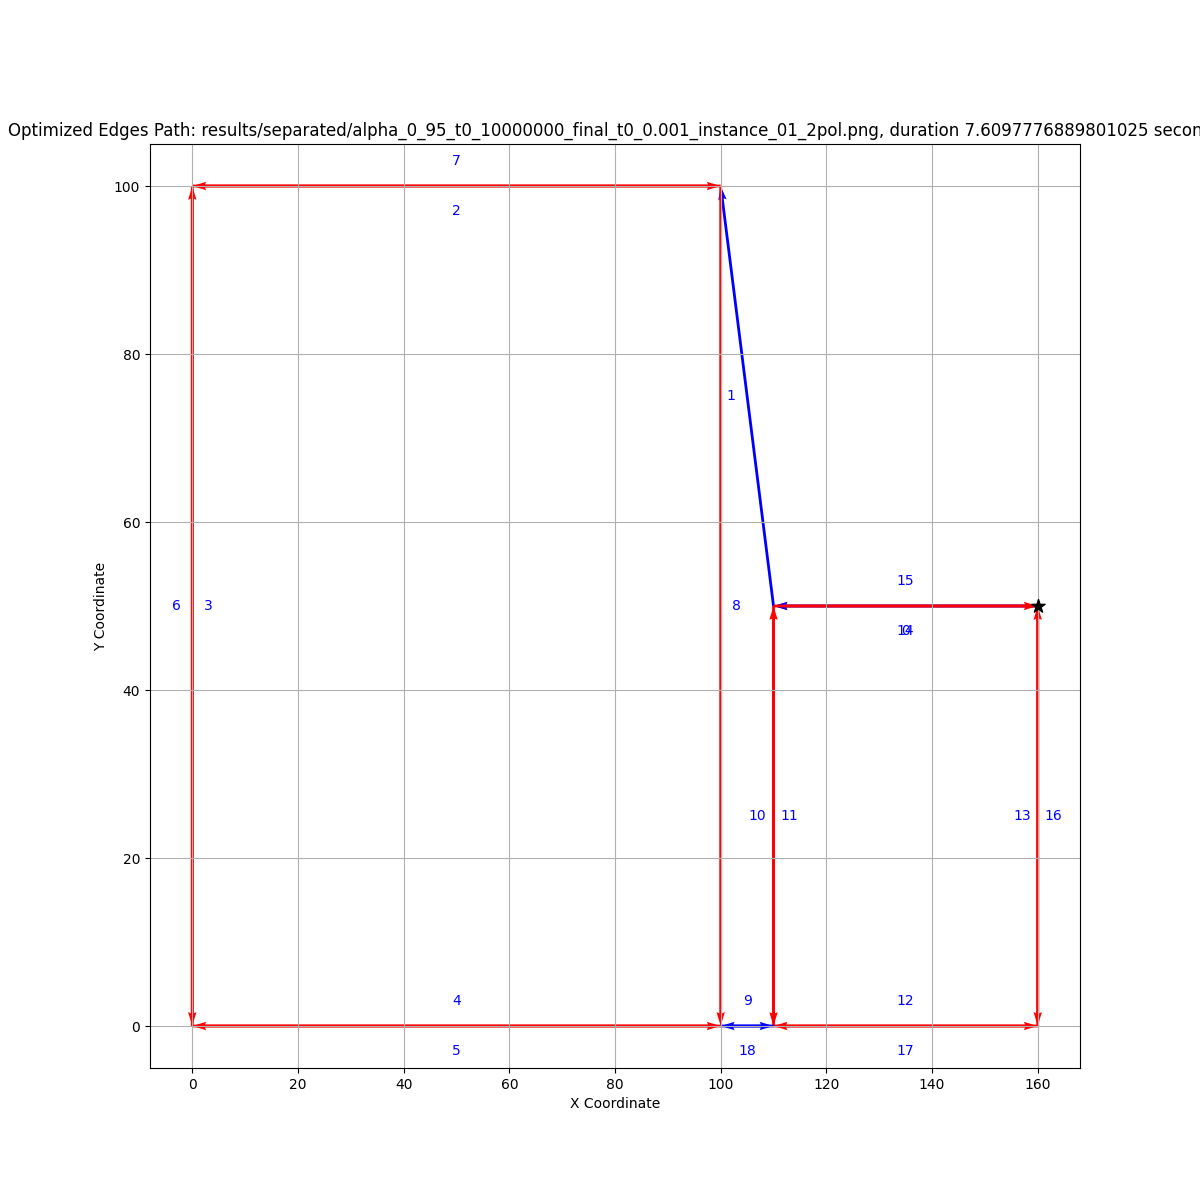 Optimized Edges Path: results/separated/alpha_0_95_t0_10000000_final_t0_0.001_instance_01_2pol.png, duration 7.6097776889801025 secon
7
100
2
80
1
60
15
6 3 8
14
0
Y Coordinate
40
10 11 13 16
20
4 9 12
0
5 18 17
0 20 40 60 80 100 120 140 160
X Coordinate